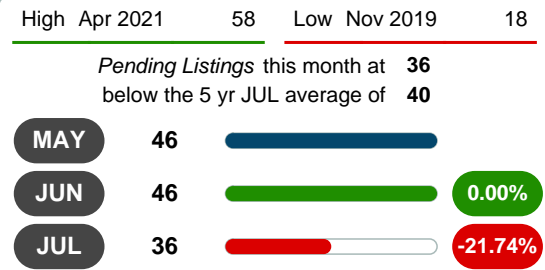 High Apr 2021 58 Low Nov 2019 18
Pending Listings this month at 36
below the 5 yr JUL average of 40
MAY 46
JUN 46 0.00%
JUL 36 -21.74%